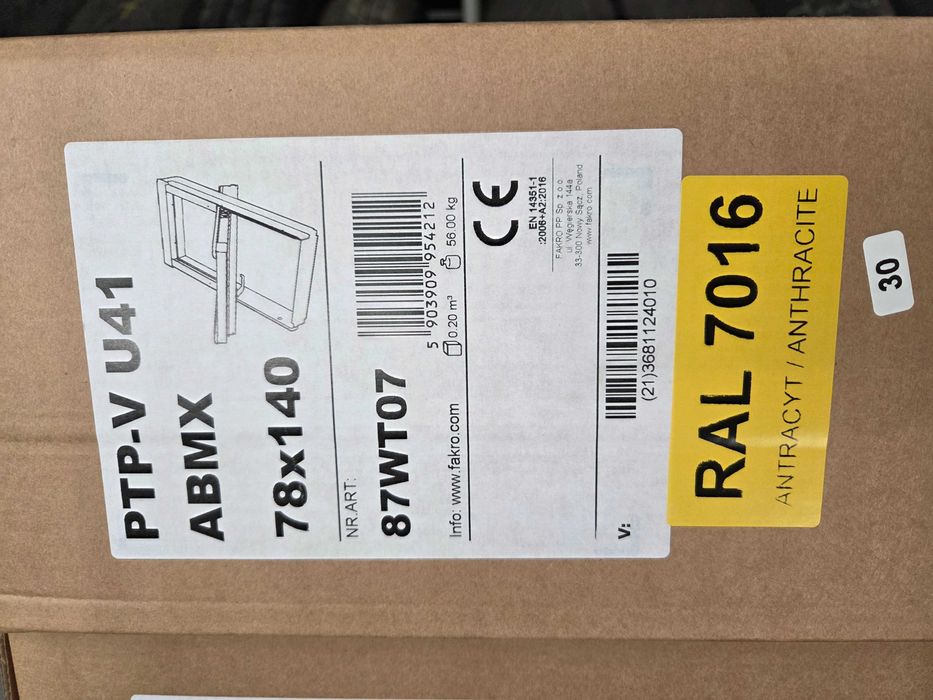 PTP-V U41
ABMX
78x140
NR.ART:
87WT07
5 903909 954212
Info: www.fakro.com
0.20 m³
56.00 kg
CE
EN 14351-1
:2006+A2:2016
FAKRO PP Sp. z o.o.
ul. Węgierska 144a
33-300 Nowy Sącz, Poland
www.fakro.com
V:
(21)3681124010
RAL 7016
ANTRACYT / ANTHRACITE
30